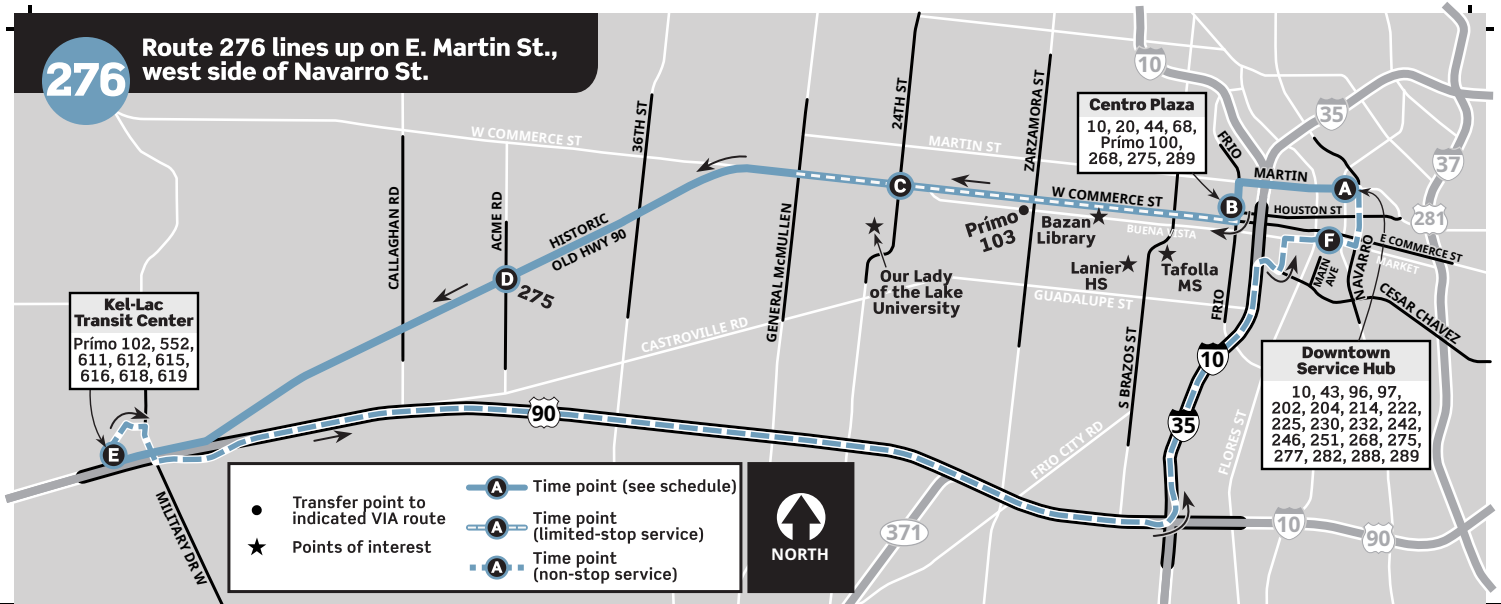 276
Route 276 lines up on E. Martin St.,
west side of Navarro St.
10
35
37
281
Centro Plaza
10, 20, 44, 68,
Prímo 100,
268, 275, 289
W COMMERCE ST
36TH ST
24TH ST
MARTIN ST
ZARZAMORA ST
FRIO
MARTIN
A
C
B
W COMMERCE ST
HOUSTON ST
CALLAGHAN RD
ACME RD
HISTORIC
OLD HWY 90
GENERAL McMULLEN
Prímo
103
Bazan
Library
BUENA VISTA
F
E COMMERCE ST
MARKET
MAIN
AVE
NAVARRO
D
275
Our Lady
of the Lake
University
Lanier
HS
Tafolla
MS
GUADALUPE ST
FRIO
CESAR CHAVEZ
Kel-Lac
Transit Center
Prímo 102, 552,
611, 612, 615,
616, 618, 619
CASTROVILLE RD
S BRAZOS ST
10
Downtown
Service Hub
10, 43, 96, 97,
202, 204, 214, 222,
225, 230, 232, 242,
246, 251, 268, 275,
277, 282, 288, 289
90
35
E
FRIO CITY RD
FLORES ST
MILITARY DR W
371
10
90
Transfer point to
indicated VIA route
Points of interest
A
Time point (see schedule)
A
Time point
(limited-stop service)
A
Time point
(non-stop service)
NORTH